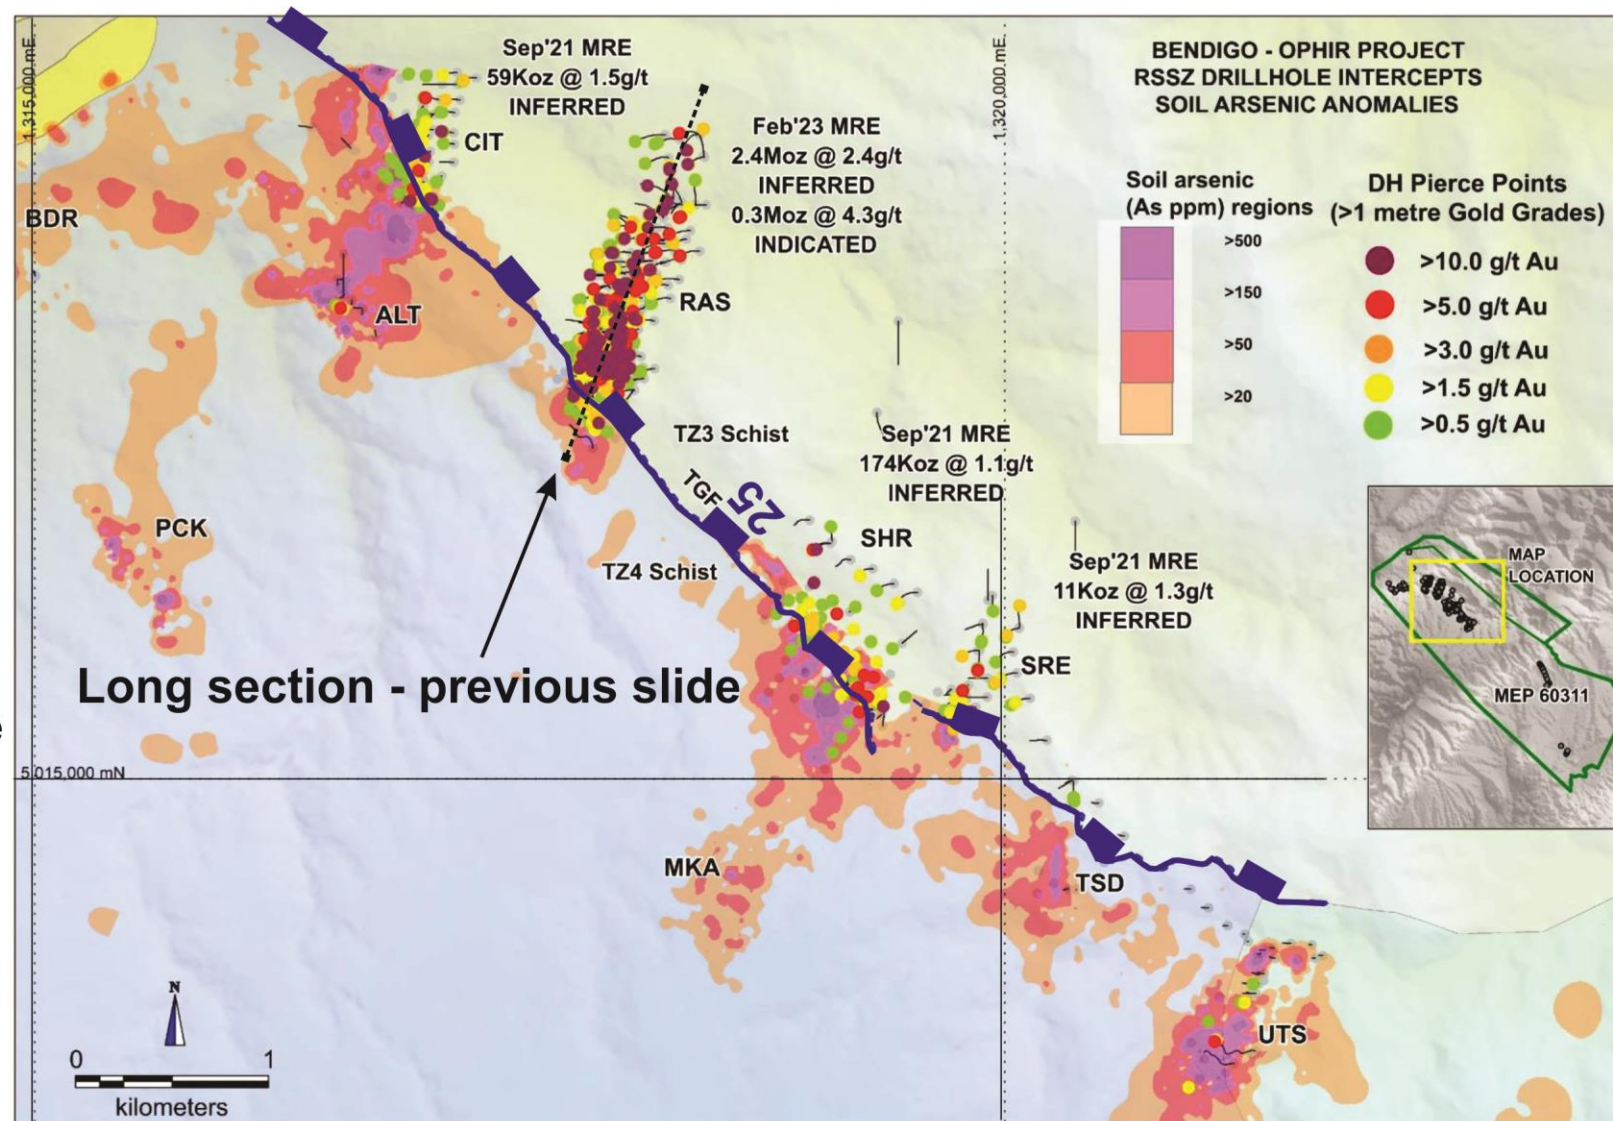 BENDIGO - OPHIR PROJECT
RSSZ DRILLHOLE INTERCEPTS
SOIL ARSENIC ANOMALIES
1,315,000.mE.
1,320,000.mE.
Sep'21 MRE
59Koz @ 1.5g/t
INFERRED
CIT
Feb'23 MRE
2.4Moz @ 2.4g/t
INFERRED
0.3Moz @ 4.3g/t
INDICATED
Soil arsenic
(As ppm) regions
>500
>150
>50
>20
DH Pierce Points
(>1 metre Gold Grades)
>10.0 g/t Au
>5.0 g/t Au
>3.0 g/t Au
>1.5 g/t Au
>0.5 g/t Au
BDR
ALT
RAS
TZ3 Schist
Sep'21 MRE
174Koz @ 1.1g/t
INFERRED
TGF
25
PCK
SHR
TZ4 Schist
Sep'21 MRE
11Koz @ 1.3g/t
INFERRED
MAP
LOCATION
MEP 60311
SRE
Long section - previous slide
e
5,015,000 mN
MKA
TSD
UTS
N
0 1
kilometers